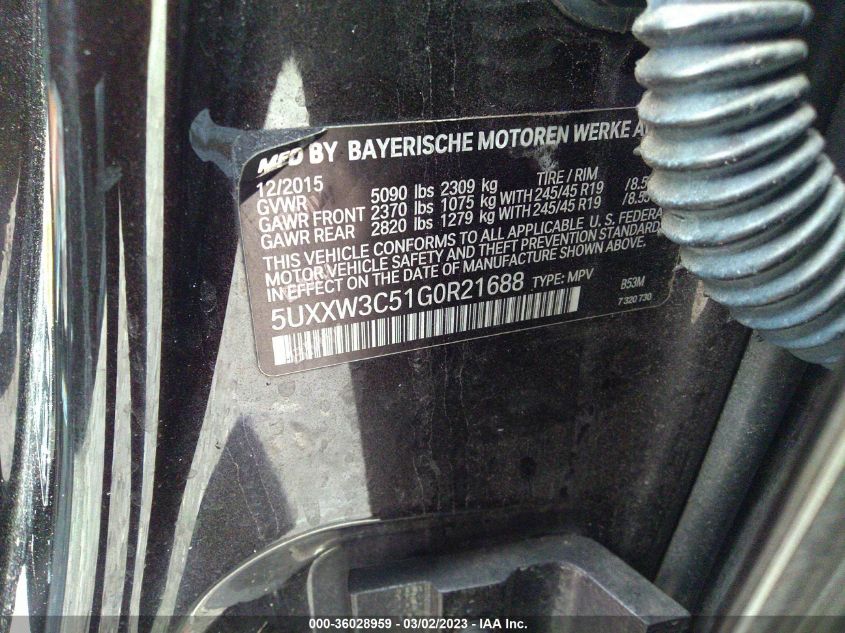 MFD BY BAYERISCHE MOTOREN WERKE
12/2015 TIRE / RIM
GVWR 5090 lbs 2309 kg
GAWR FRONT 2370 lbs 1075 kg WITH 245/45 R19
GAWR REAR 2820 lbs 1279 kg WITH 245/45 R19
THIS VEHICLE CONFORMS TO ALL APPLICABLE U. S. FEDERA
MOTOR VEHICLE SAFETY AND THEFT PREVENTION STANDARD
IN EFFECT ON THE DATE OF MANUFACTURE SHOWN ABOVE.
5UXXW3C51G0R21688 TYPE: MPV B53M
7 320 730
000-36028959 - 03/02/2023 - IAA Inc.